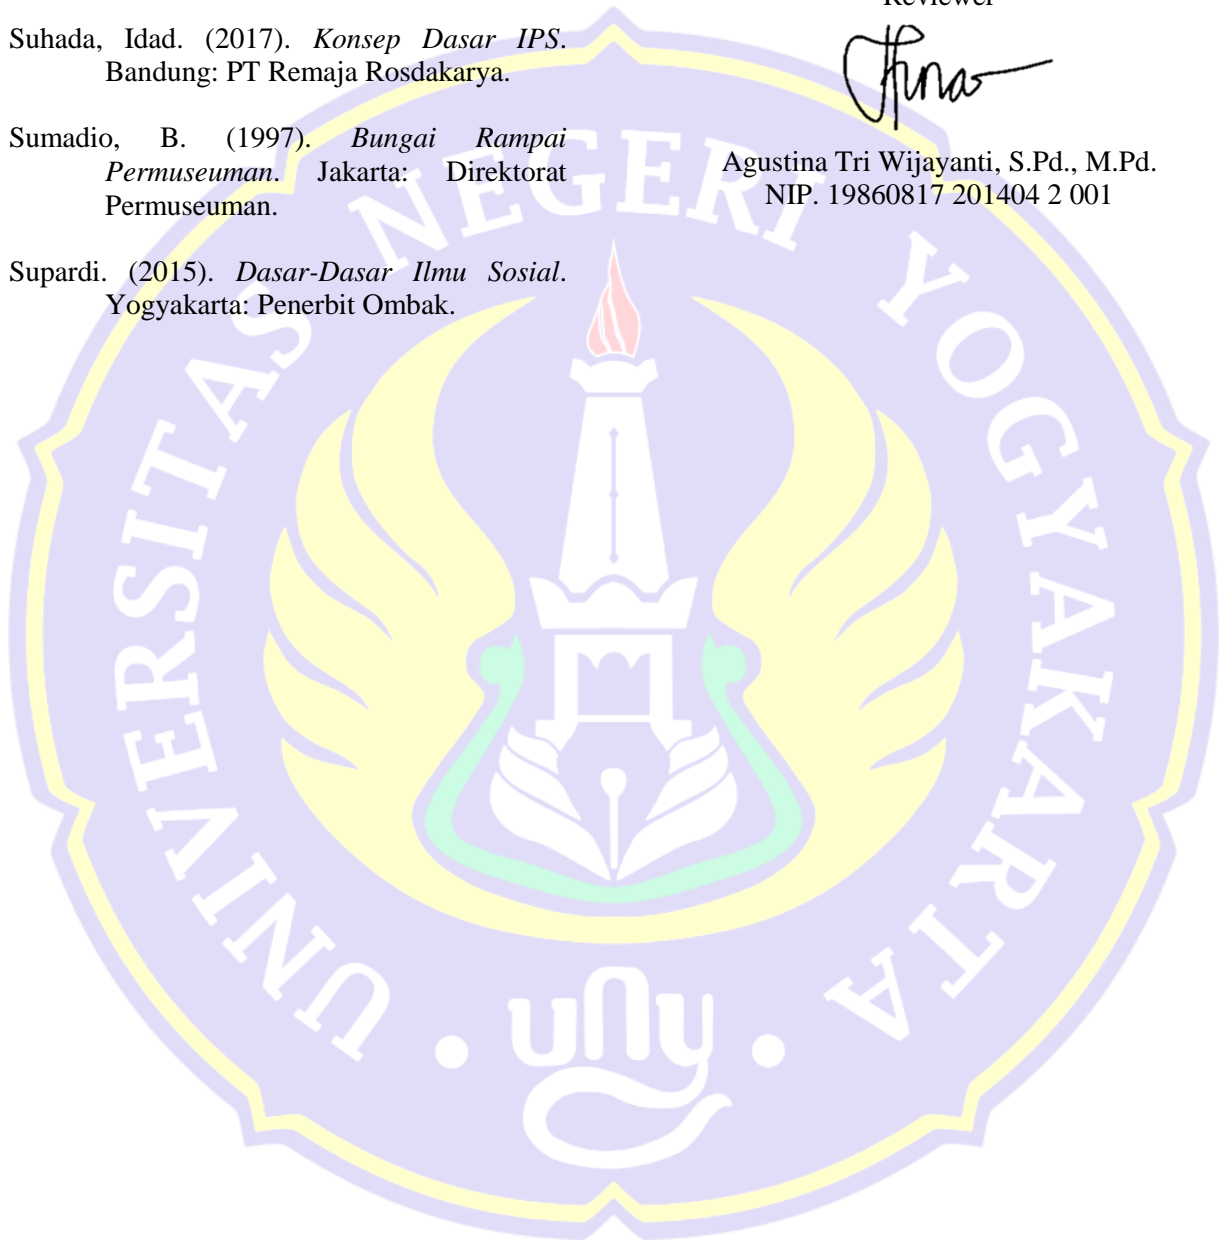 Suhada, Idad. (2017). Konsep Dasar IPS.
Bandung: PT Remaja Rosdakarya.
Sumadio, B. (1997). Bungai Rampai
Permuseuman. Jakarta: Direktorat
Permuseuman.
Supardi. (2015). Dasar-Dasar Ilmu Sosial.
Yogyakarta: Penerbit Ombak.
Reviewer
Agustina Tri Wijayanti, S.Pd., M.Pd.
NIP. 19860817 201404 2 001
UNIVERSITAS NEGERI YOGYAKARTA
uny